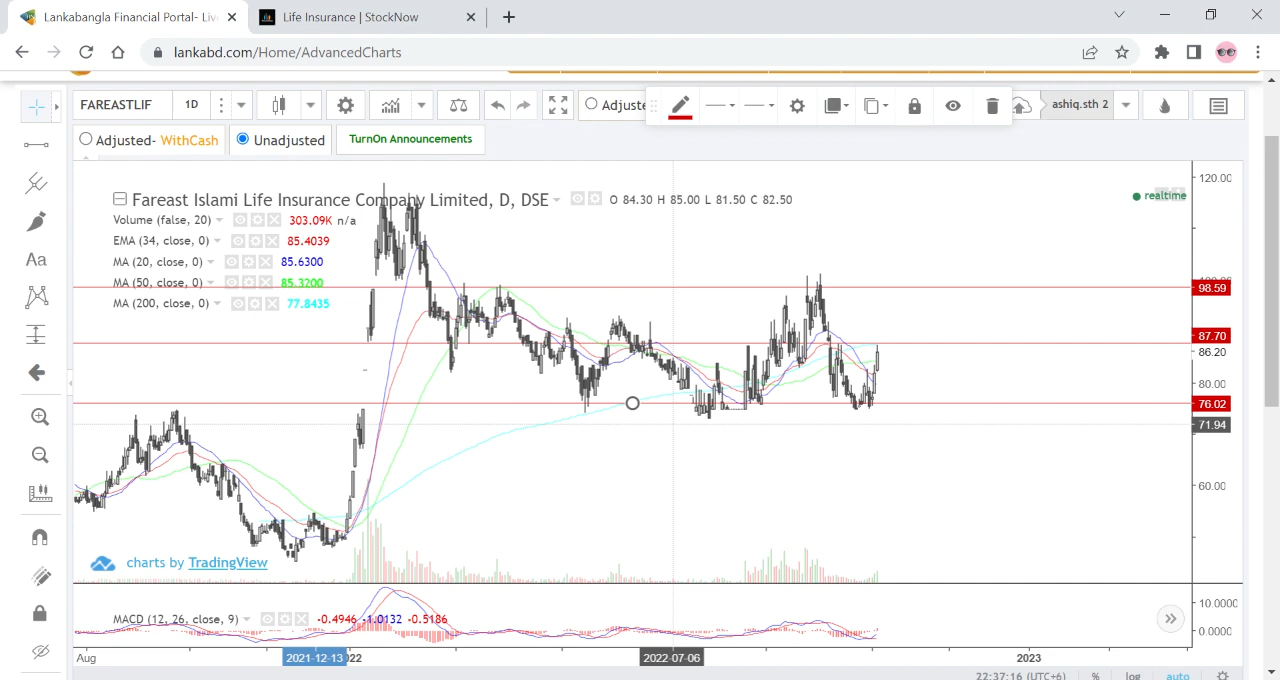 Lankabangla Financial Portal- Liv
Life Insurance | StockNow
lankabd.com/Home/AdvancedCharts
FAREASTLIF
1D
Adjuste
ashiq.sth 2
Adjusted- WithCash
Unadjusted
TurnOn Announcements
Fareast Islami Life Insurance Company Limited, D, DSE
O 84.30 H 85.00 L 81.50 C 82.50
realtime
Volume (false, 20)
303.09K n/a
EMA (34, close, 0)
85.4039
MA (20, close, 0)
85.6300
MA (50, close, 0)
85.3200
MA (200, close, 0)
77.8435
Aa
120.00
98.59
87.70
86.20
80.00
76.02
71.94
60.00
charts by TradingView
MACD (12, 26, close, 9)
-0.4946 -1.0132 -0.5186
10.0000
0.0000
Aug
2021-12-13
022
2022-07-06
2023
22:37:16 (UTC+6)
%
log
auto